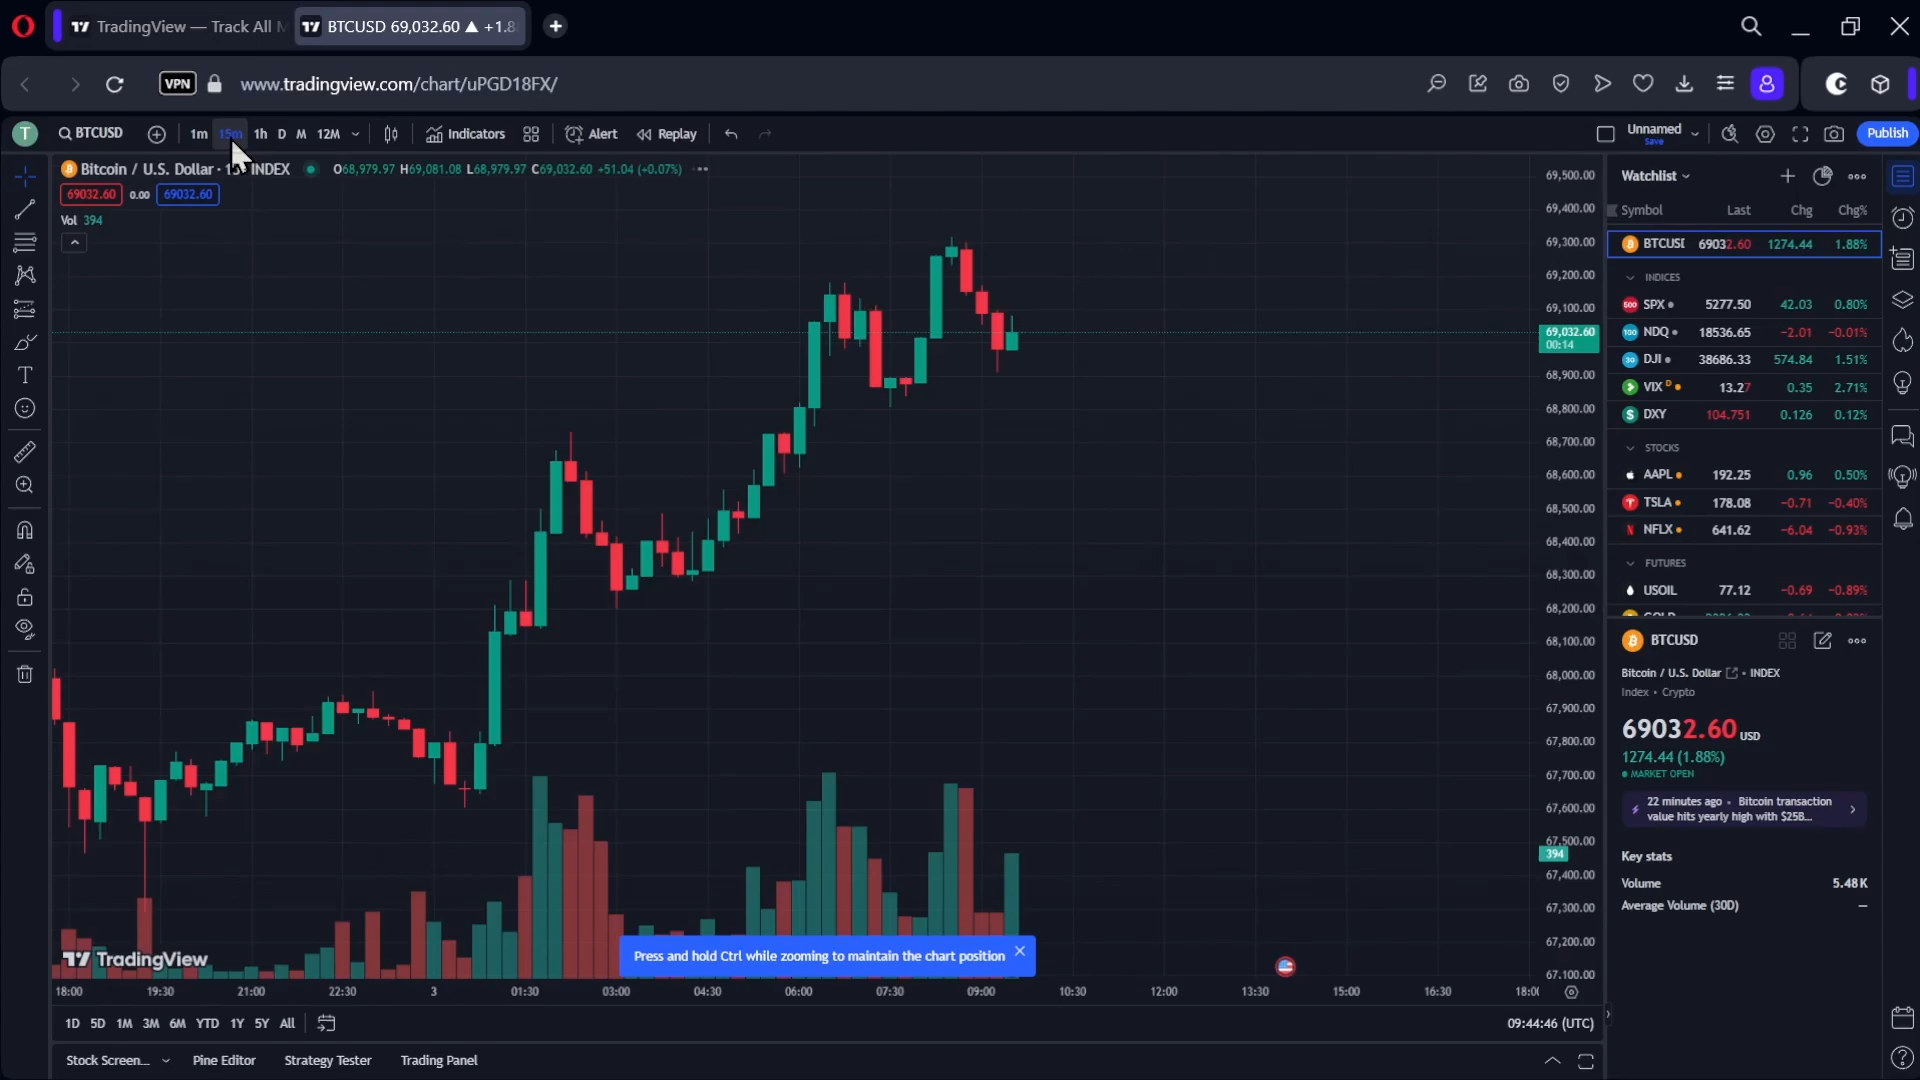 TradingView — Track All M
BTCUSD 69,032.60 ▲ +1.8
VPN
www.tradingview.com/chart/uPGD18FX/
T
BTCUSD
1m 15m 1h D M 12M
Indicators
Alert
Replay
Unnamed
Save
Publish
Bitcoin / U.S. Dollar · 15 INDEX
O68,979.97 H69,081.08 L68,979.97 C69,032.60 +51.04 (+0.07%)
69032.60 0.00 69032.60
Vol 394
69,500.00
69,400.00
69,300.00
69,200.00
69,100.00
69,032.60
00:14
68,900.00
68,800.00
68,700.00
68,600.00
68,500.00
68,400.00
68,300.00
68,200.00
68,100.00
68,000.00
67,900.00
67,800.00
67,700.00
67,600.00
67,500.00
394
67,400.00
67,300.00
67,200.00
67,100.00
TradingView
Press and hold Ctrl while zooming to maintain the chart position
18:00 19:30 21:00 22:30 3 01:30 03:00 04:30 06:00 07:30 09:00 10:30 12:00 13:30 15:00 16:30 18:0
1D 5D 1M 3M 6M YTD 1Y 5Y All
09:44:46 (UTC)
Stock Screen... Pine Editor Strategy Tester Trading Panel
Watchlist
Symbol Last Chg Chg%
BTCUSI 69032.60 1274.44 1.88%
INDICES
SPX 5277.50 42.03 0.80%
NDQ 18536.65 −2.01 −0.01%
DJI 38686.33 574.84 1.51%
VIX D 13.27 0.35 2.71%
DXY 104.751 0.126 0.12%
STOCKS
AAPL 192.25 0.96 0.50%
TSLA 178.08 −0.71 −0.40%
NFLX 641.62 −6.04 −0.93%
FUTURES
USOIL 77.12 −0.69 −0.89%
BTCUSD
Bitcoin / U.S. Dollar • INDEX
Index • Crypto
69032.60 USD
1274.44 (1.88%)
MARKET OPEN
22 minutes ago • Bitcoin transaction
value hits yearly high with $25B...
Key stats
Volume 5.48K
Average Volume (30D) —